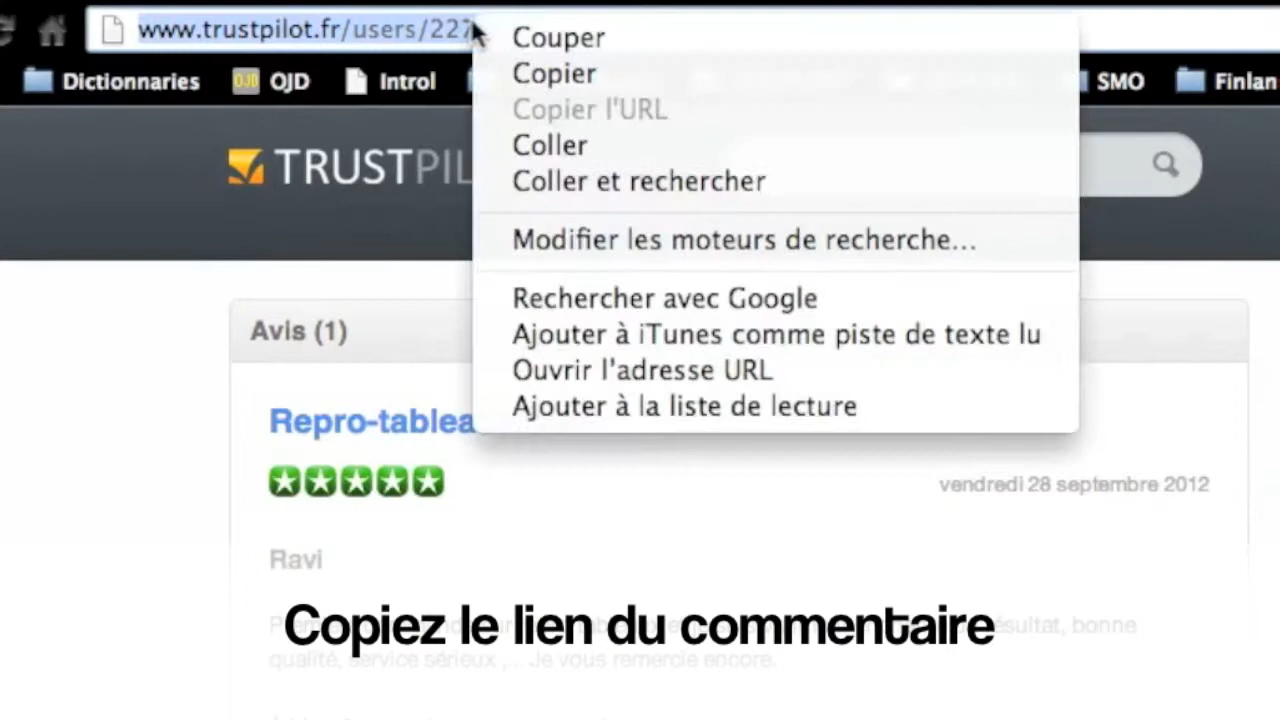 www.trustpilot.fr/users/227
Couper
Copier
Copier l'URL
Coller
Coller et rechercher
Modifier les moteurs de recherche...
Rechercher avec Google
Ajouter à iTunes comme piste de texte lu
Ouvrir l'adresse URL
Ajouter à la liste de lecture
Dictionnaries
OJD OJD
Introl
SMO
Finlan
TRUSTPIL
Avis (1)
Repro-tablea
vendredi 28 septembre 2012
Ravi
Copiez le lien du commentaire
ésultat, bonne
qualité, service sérieux ,... Je vous remercie encore.